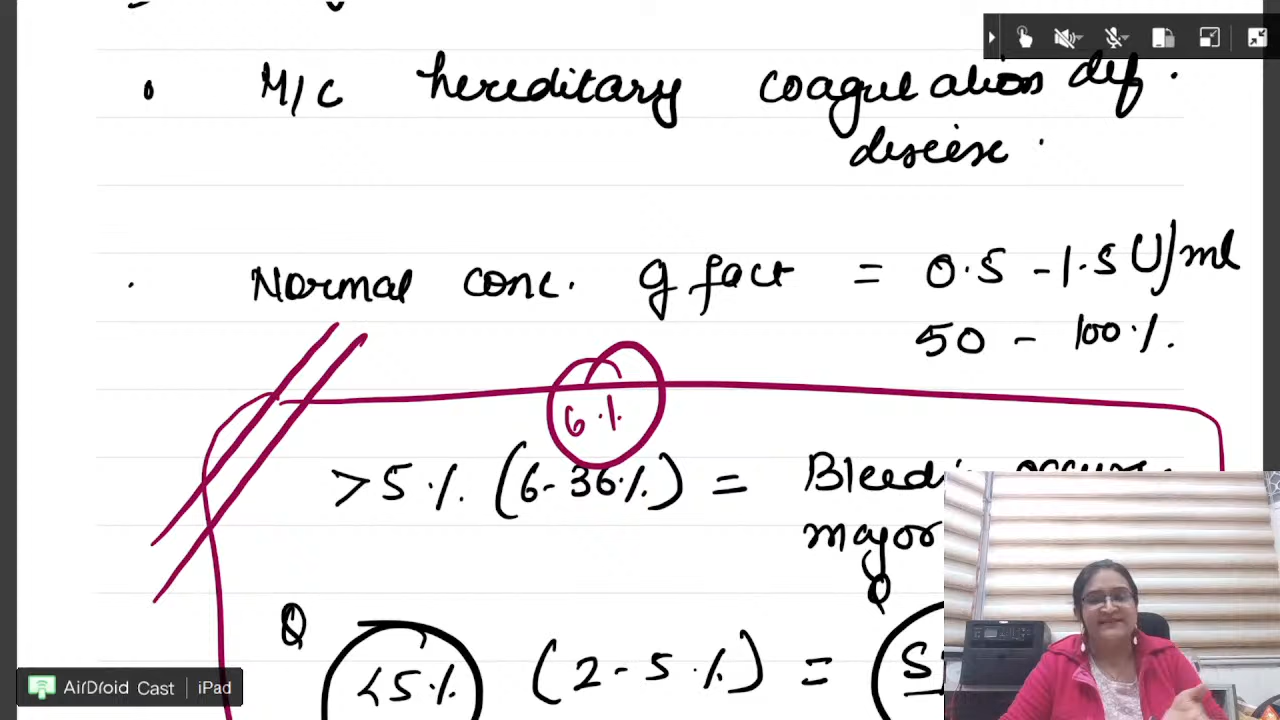 • M/C hereditary coagulation def.
disease.
• Normal conc. of fact = 0.5 - 1.5 U/ml
50 - 100%.
6%
>5% (6-36%) =
major
Q
<5% (2-5%) =
AirDroid Cast | iPad